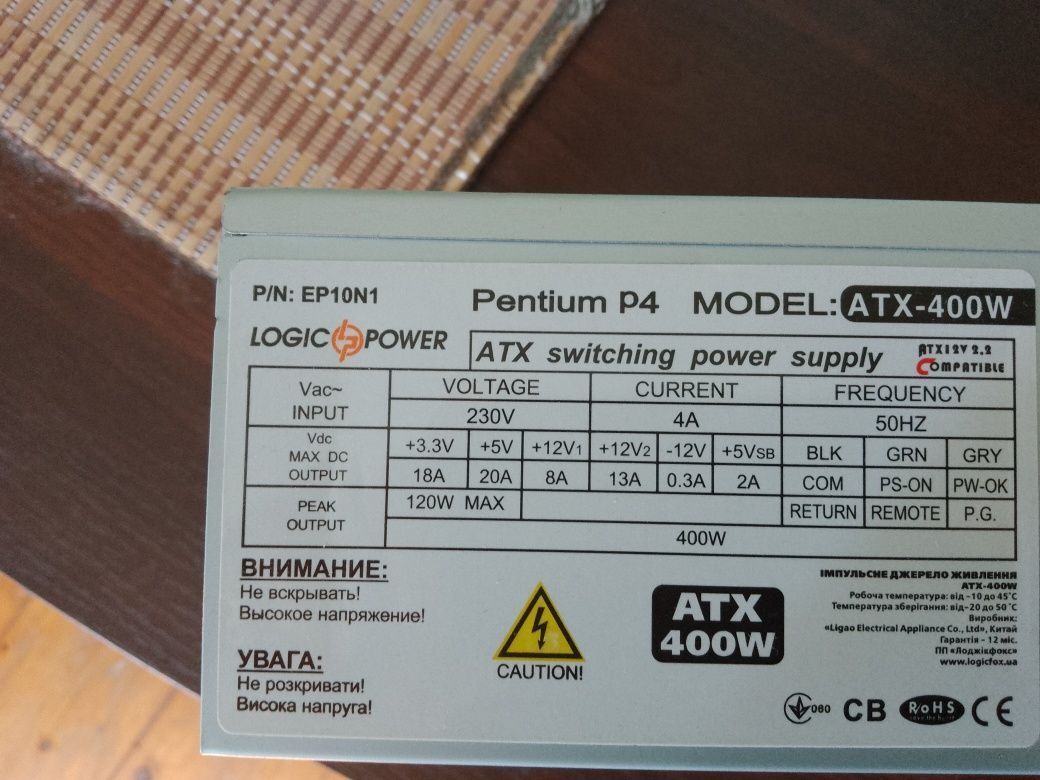 P/N: EP10N1
Pentium P4 MODEL: ATX-400W
LOGIC POWER
ATX switching power supply
ATX12V 2.2
COMPATIBLE
Vac~ INPUT VOLTAGE CURRENT FREQUENCY
230V 4A 50HZ
Vdc MAX DC OUTPUT +3.3V +5V +12V1 +12V2 -12V +5VSB BLK GRN GRY
18A 20A 8A 13A 0.3A 2A COM PS-ON PW-OK
PEAK OUTPUT 120W MAX RETURN REMOTE P.G.
400W
ВНИМАНИЕ:
Не вскрывать!
Высокое напряжение!
УВАГА:
Не розкривати!
Висока напруга!
CAUTION!
ATX
400W
ІМПУЛЬСНЕ ДЖЕРЕЛО ЖИВЛЕННЯ
ATX-400W
Робоча температура: від -10 до 45˚C
Температура зберігання: від -20 до 50˚C
Виробник:
«Ligao Electrical Appliance Co., Ltd», Китай
Гарантія - 12 міс.
ПП «Лоджікфокс»
www.logicfox.ua
060 CB RoHS CE